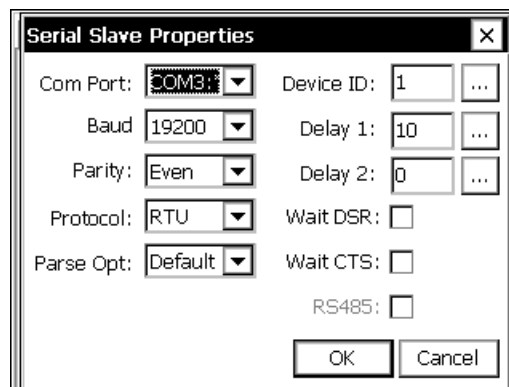 Serial Slave Properties
Com Port: COM3:
Device ID: 1 ...
Baud 19200
Delay 1: 10 ...
Parity: Even
Delay 2: 0 ...
Protocol: RTU
Wait DSR:
Parse Opt: Default
Wait CTS:
RS485:
OK Cancel